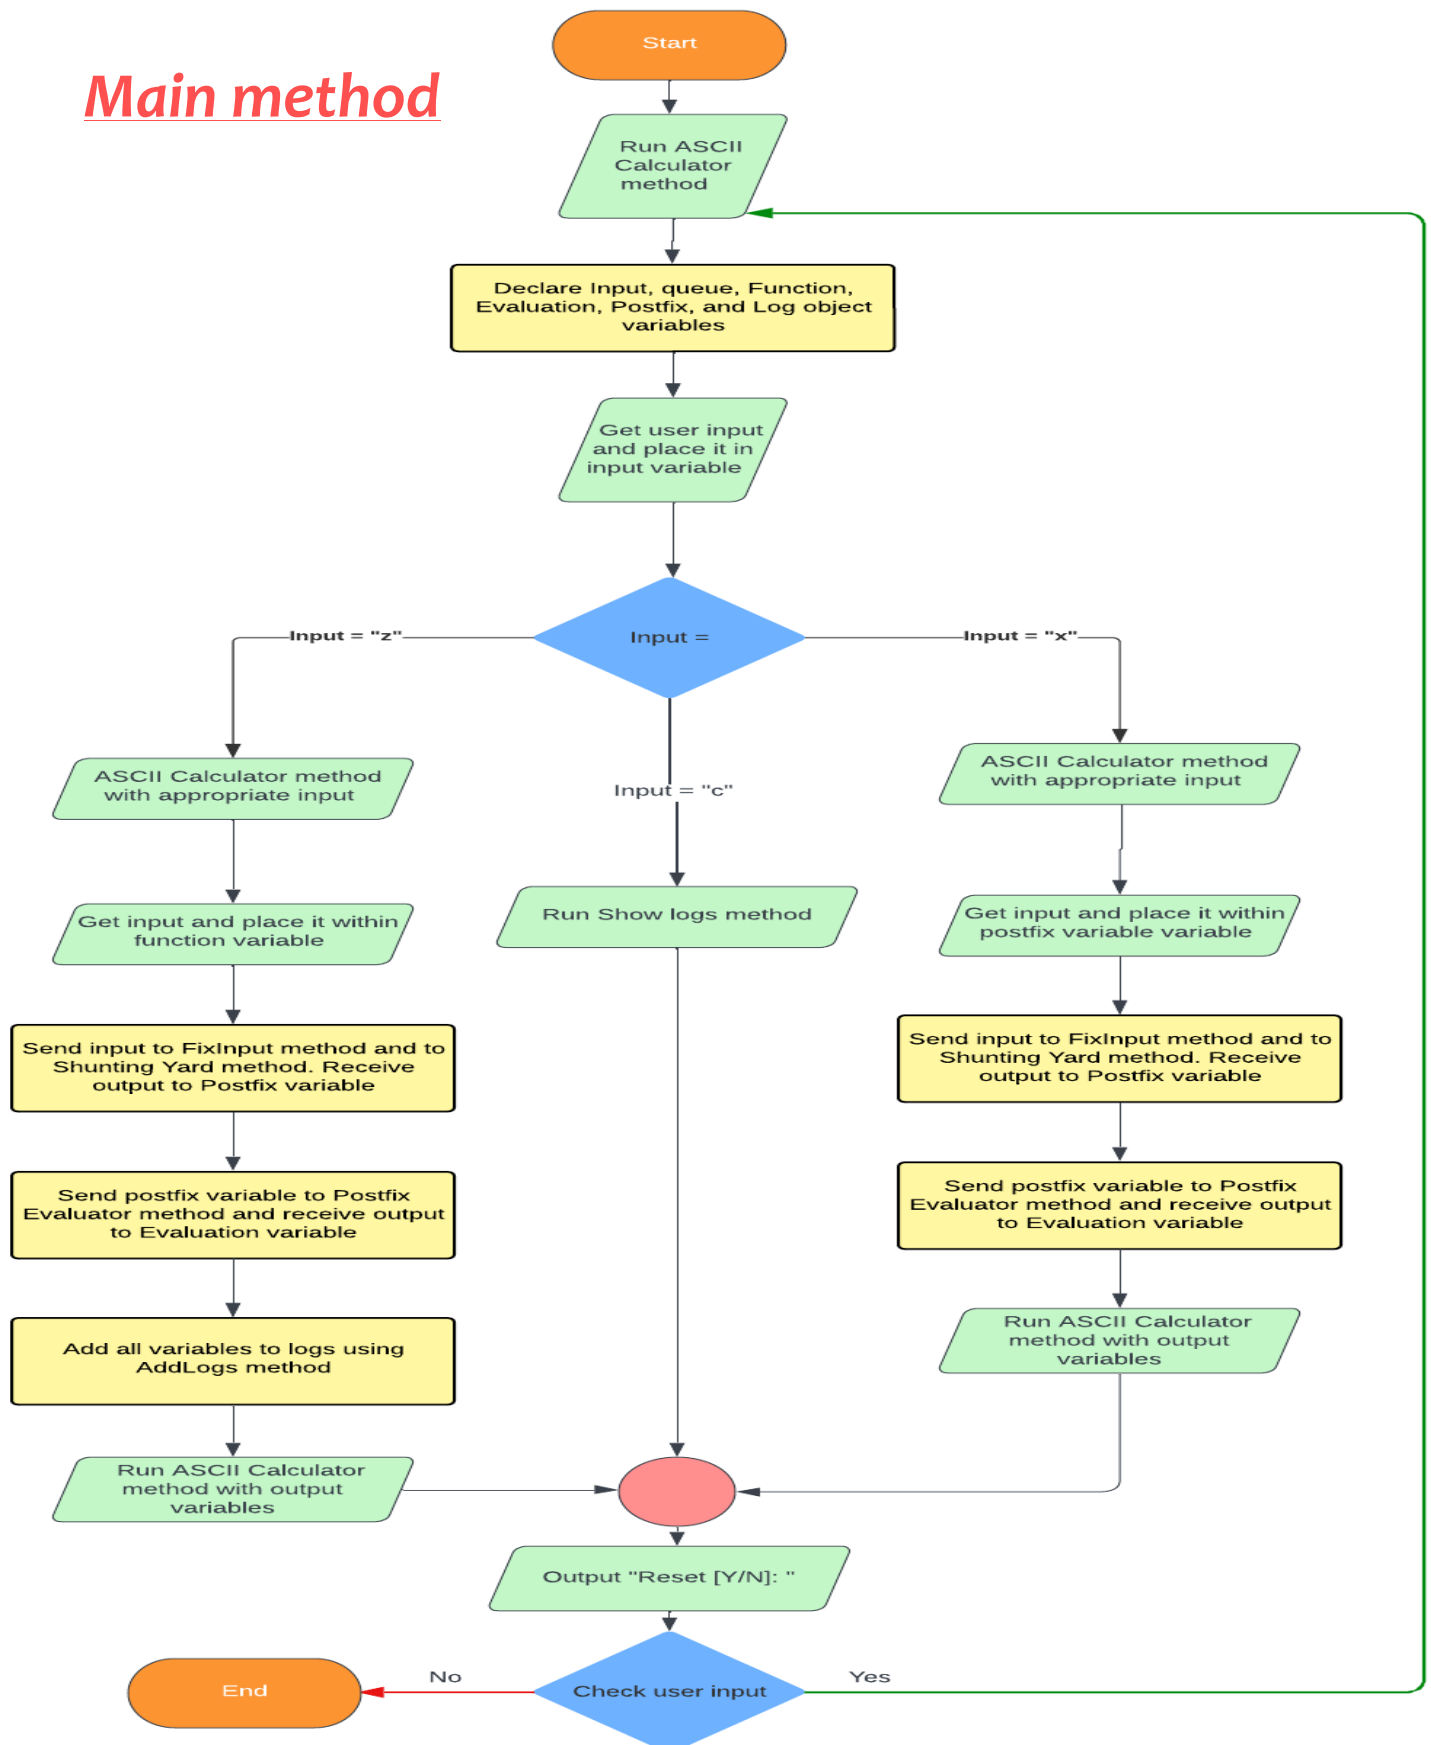 Start
Main method
Run ASCII
Calculator
method
Declare Input, queue, Function,
Evaluation, Postfix, and Log object
variables
Get user input
and place it in
input variable
Input =
Input = "z"
Input = "x"
Input = "c"
ASCII Calculator method
with appropriate input
Get input and place it within
function variable
Send input to FixInput method and to
Shunting Yard method. Receive
output to Postfix variable
Send postfix variable to Postfix
Evaluator method and receive output
to Evaluation variable
Add all variables to logs using
AddLogs method
Run ASCII Calculator
method with output
variables
Run Show logs method
ASCII Calculator method
with appropriate input
Get input and place it within
postfix variable variable
Send input to FixInput method and to
Shunting Yard method. Receive
output to Postfix variable
Send postfix variable to Postfix
Evaluator method and receive output
to Evaluation variable
Run ASCII Calculator
method with output
variables
Output "Reset [Y/N]: "
Check user input
No
Yes
End